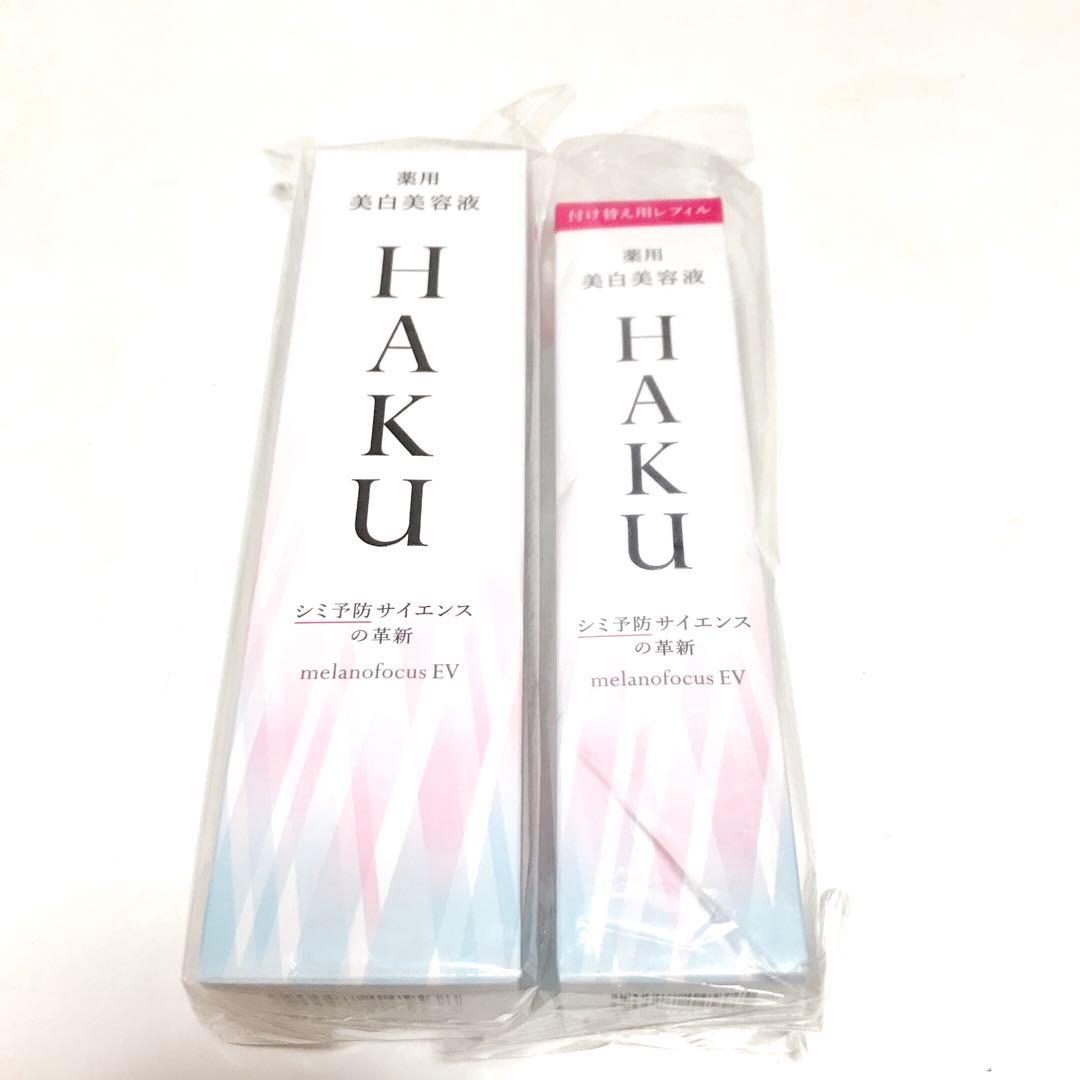 薬用
美白美容液
HAKU
シミ予防サイエンス
の革新
melanofocus EV
付け替え用レフィル
薬用
美白美容液
HAKU
シミ予防サイエンス
の革新
melanofocus EV